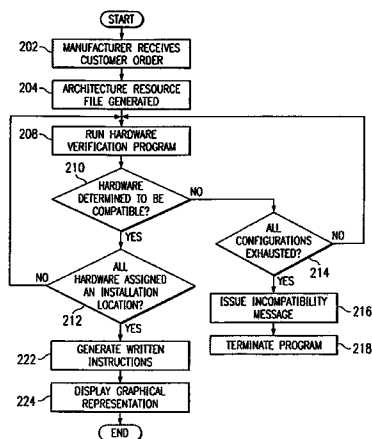 START
202
MANUFACTURER RECEIVES
CUSTOMER ORDER
204
ARCHITECTURE RESOURCE
FILE GENERATED
208
RUN HARDWARE
VERIFICATION PROGRAM
210
HARDWARE
DETERMINED TO BE
COMPATIBLE?
NO
YES
ALL
CONFIGURATIONS
EXHAUSTED?
NO
214
YES
ALL
HARDWARE ASSIGNED
AN INSTALLATION
LOCATION?
NO
212
YES
ISSUE INCOMPATIBILITY
MESSAGE
216
TERMINATE PROGRAM
218
222
GENERATE WRITTEN
INSTRUCTIONS
224
DISPLAY GRAPHICAL
REPRESENTATION
END